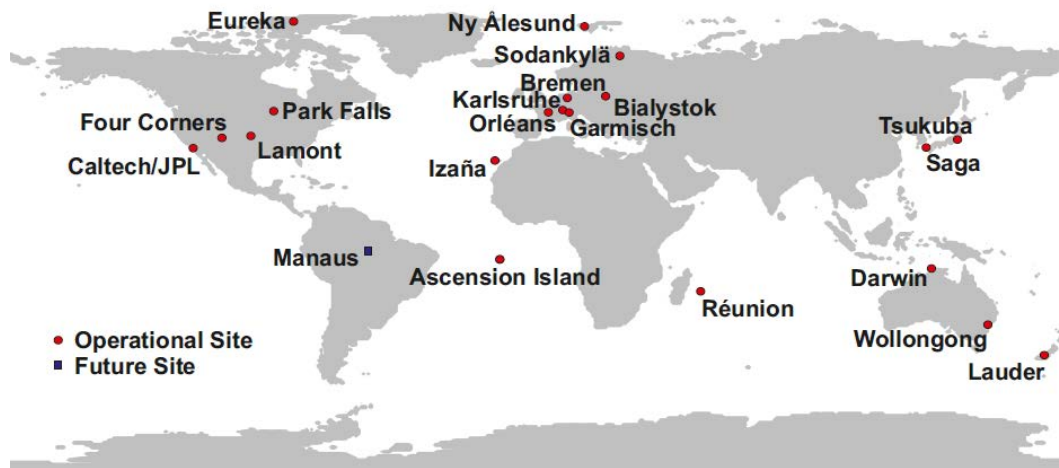 Eureka
Ny Ålesund
Sodankylä
Bremen
Karlsruhe
Bialystok
Orléans
Garmisch
Park Falls
Four Corners
Lamont
Caltech/JPL
Tsukuba
Saga
Izaña
Manaus
Ascension Island
Darwin
Réunion
Wollongong
Lauder
Operational Site
Future Site